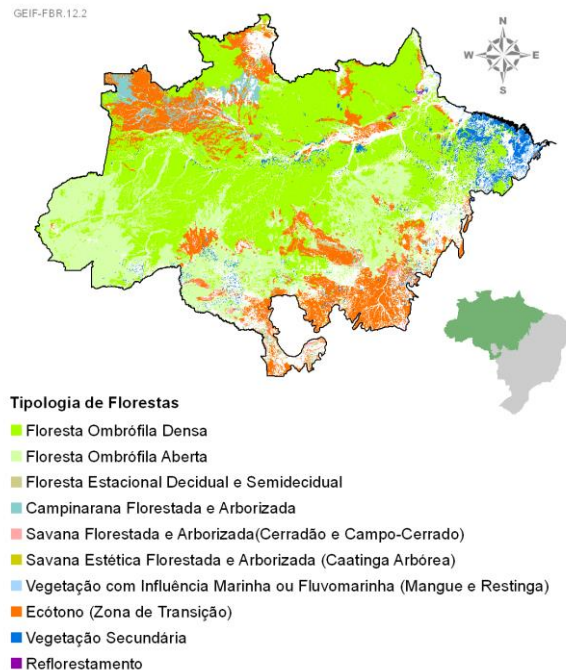 GEIF-FBR.12.2
N
W E
S
Tipologia de Florestas
Floresta Ombrófila Densa
Floresta Ombrófila Aberta
Floresta Estacional Decidual e Semidecidual
Campinarana Florestada e Arborizada
Savana Florestada e Arborizada(Cerradão e Campo-Cerrado)
Savana Estética Florestada e Arborizada (Caatinga Arbórea)
Vegetação com Influência Marinha ou Fluvomarinha (Mangue e Restinga)
Ecótono (Zona de Transição)
Vegetação Secundária
Reflorestamento